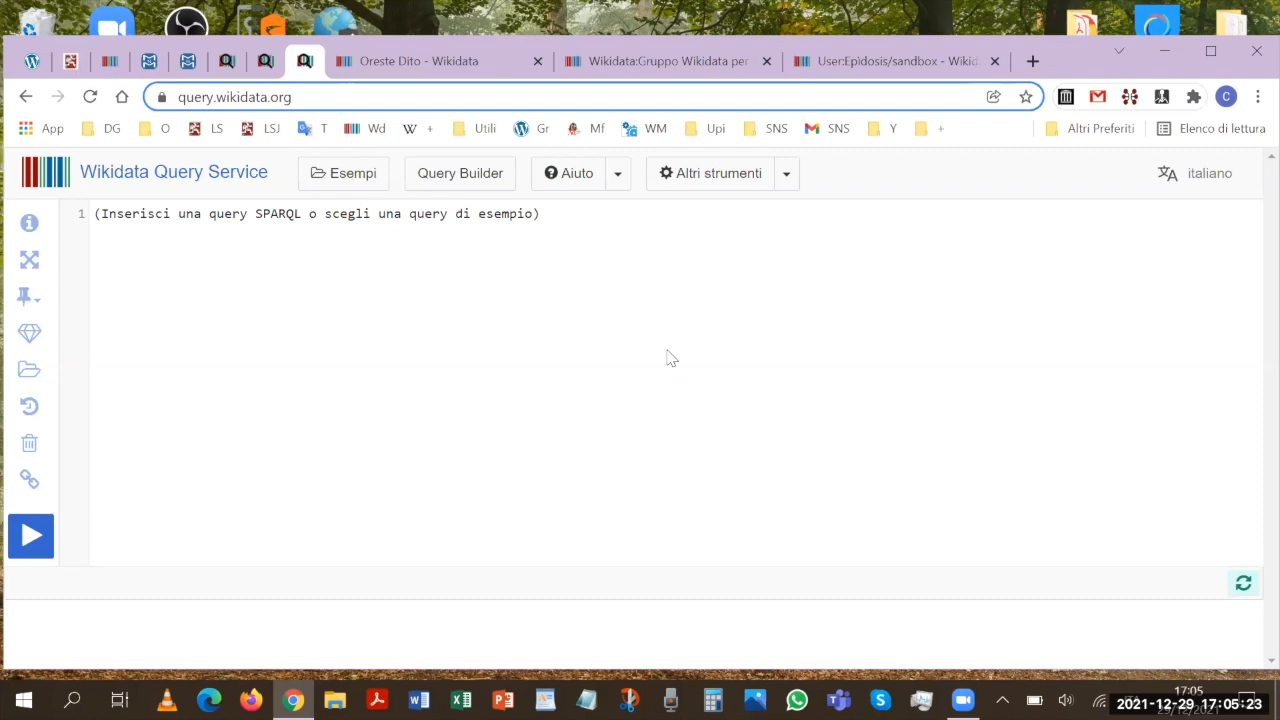 Oreste Dito - Wikidata
Wikidata:Gruppo Wikidata per
User:Epidosis/sandbox - Wikid
query.wikidata.org
C
App DG O LS LSJ T Wd + Utili Gr Mf WM Upi SNS SNS Y + Altri Preferiti Elenco di lettura
Wikidata Query Service Esempi Query Builder Aiuto Altri strumenti italiano
1 (Inserisci una query SPARQL o scegli una query di esempio)
17:05
2021-12-29 17:05:23